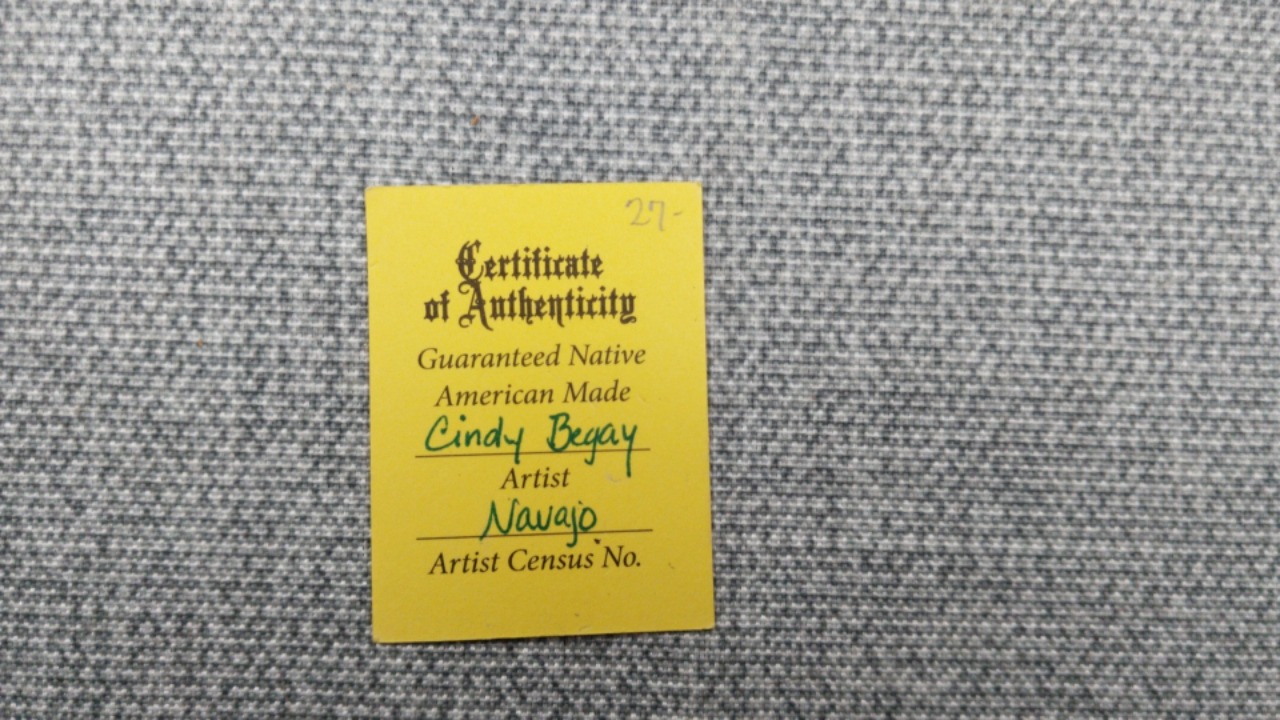 27-
Certificate
of Authenticity
Guaranteed Native
American Made
Cindy Begay
Artist
Navajo
Artist Census No.